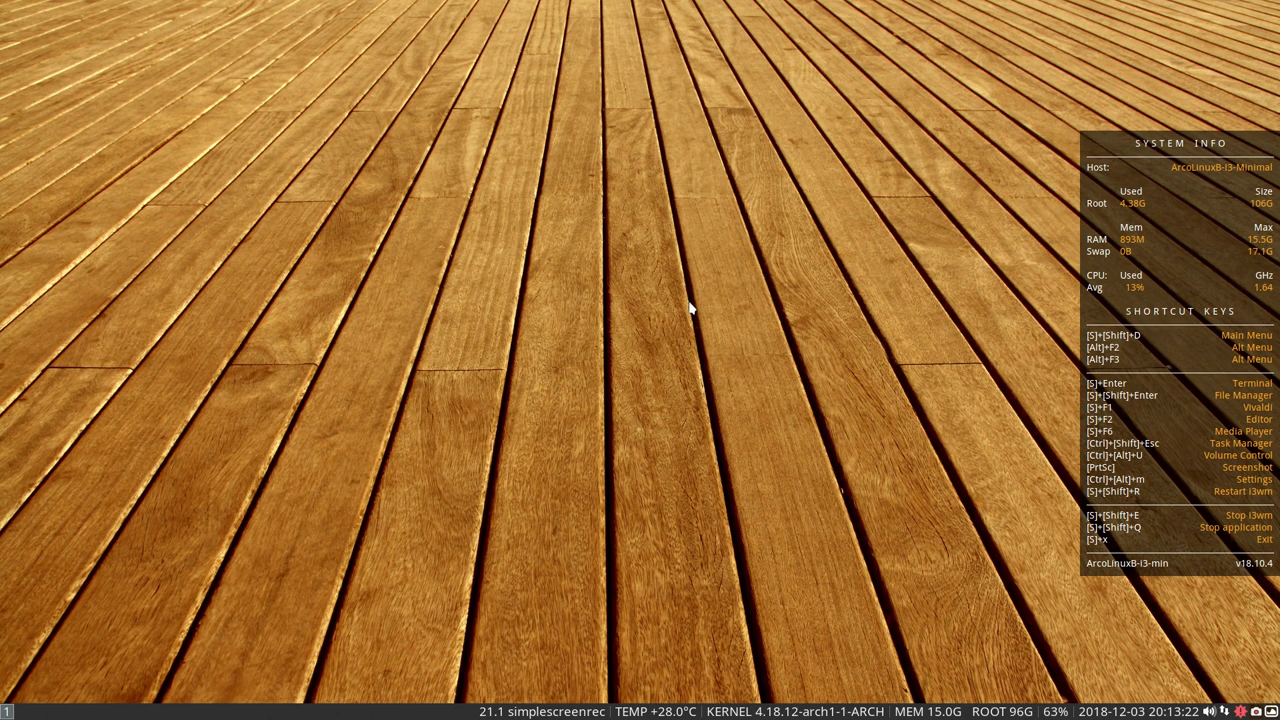 SYSTEM INFO
Host: ArcoLinuxB-i3-Minimal
Used Size
Root 4.38G 106G
Mem Max
RAM 893M 15.5G
Swap 0B 17.1G
CPU: Used GHz
Avg 13% 1.64
SHORTCUT KEYS
[S]+[Shift]+D Main Menu
[Alt]+F2 Alt Menu
[Alt]+F3 Alt Menu
[S]+Enter Terminal
[S]+[Shift]+Enter File Manager
[S]+F1 Vivaldi
[S]+F2 Editor
[S]+F6 Media Player
[Ctrl]+[Shift]+Esc Task Manager
[Ctrl]+[Alt]+U Volume Control
[PrtSc] Screenshot
[Ctrl]+[Alt]+m Settings
[S]+[Shift]+R Restart i3wm
[S]+[Shift]+E Stop i3wm
[S]+[Shift]+Q Stop application
[S]+x Exit
ArcoLinuxB-i3-min v18.10.4
1 21.1 simplescreenrec TEMP +28.0°C KERNEL 4.18.12-arch1-1-ARCH MEM 15.0G ROOT 96G 63% 2018-12-03 20:13:22